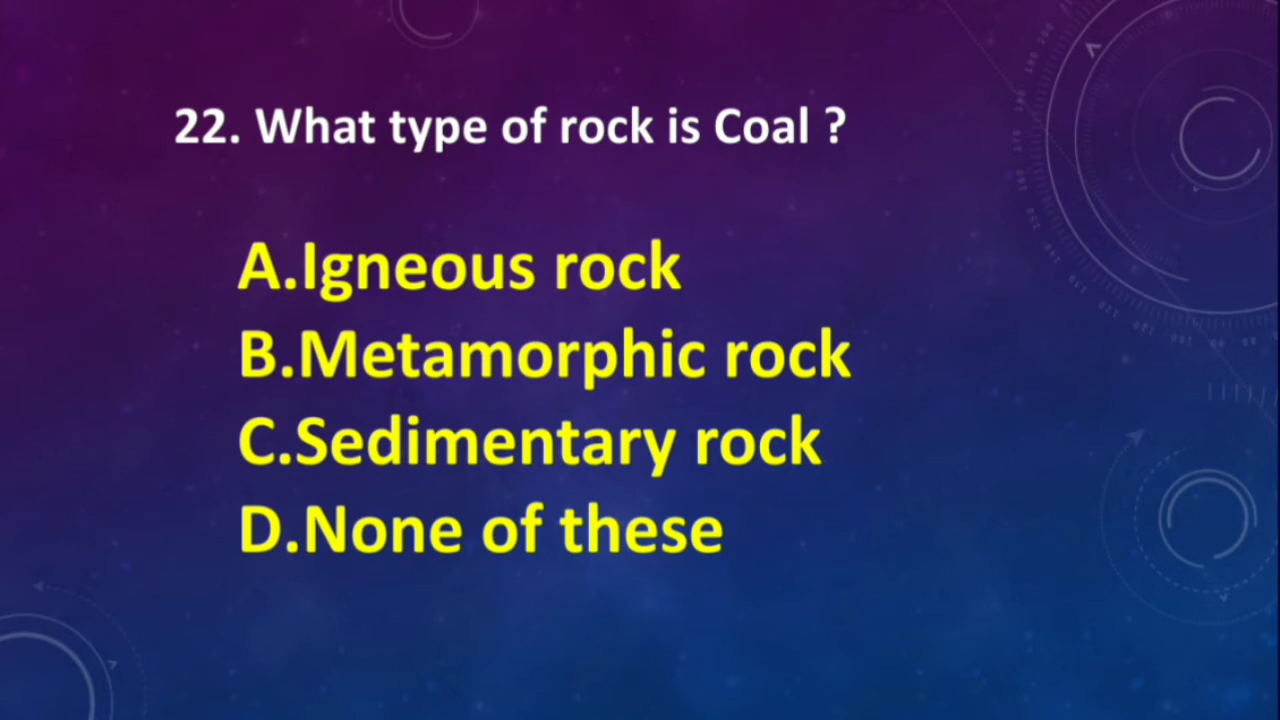 22. What type of rock is Coal ?
A.Igneous rock
B.Metamorphic rock
C.Sedimentary rock
D.None of these